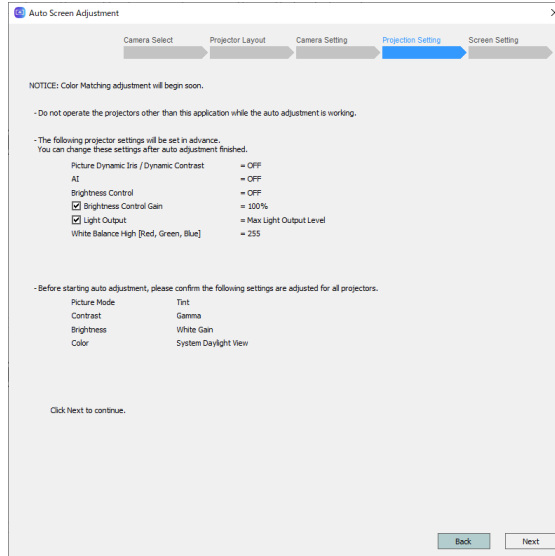 Auto Screen Adjustment
Camera Select Projector Layout Camera Setting Projection Setting Screen Setting
NOTICE: Color Matching adjustment will begin soon.
- Do not operate the projectors other than this application while the auto adjustment is working.
- The following projector settings will be set in advance.
You can change these settings after auto adjustment finished.
Picture Dynamic Iris / Dynamic Contrast = OFF
AI = OFF
Brightness Control = OFF
Brightness Control Gain = 100%
Light Output = Max Light Output Level
White Balance High [Red, Green, Blue] = 255
- Before starting auto adjustment, please confirm the following settings are adjusted for all projectors.
Picture Mode Tint
Contrast Gamma
Brightness White Gain
Color System Daylight View
Click Next to continue.
Back Next